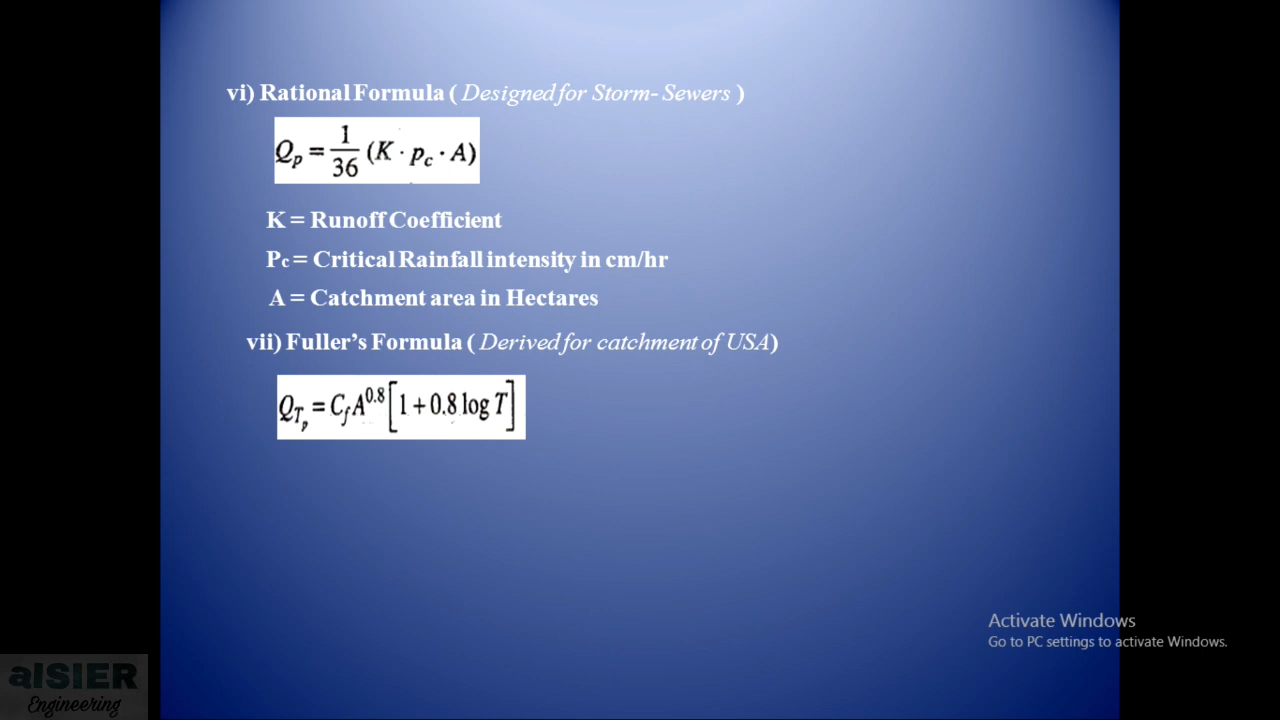 vi) Rational Formula ( Designed for Storm- Sewers )
Qp = 1/36 (K · pc · A)
K = Runoff Coefficient
Pc = Critical Rainfall intensity in cm/hr
A = Catchment area in Hectares
vii) Fuller's Formula ( Derived for catchment of USA)
QTp = Cf A^0.8 [1 + 0.8 log T]
Activate Windows
Go to PC settings to activate Windows.
aISIER
Engineering